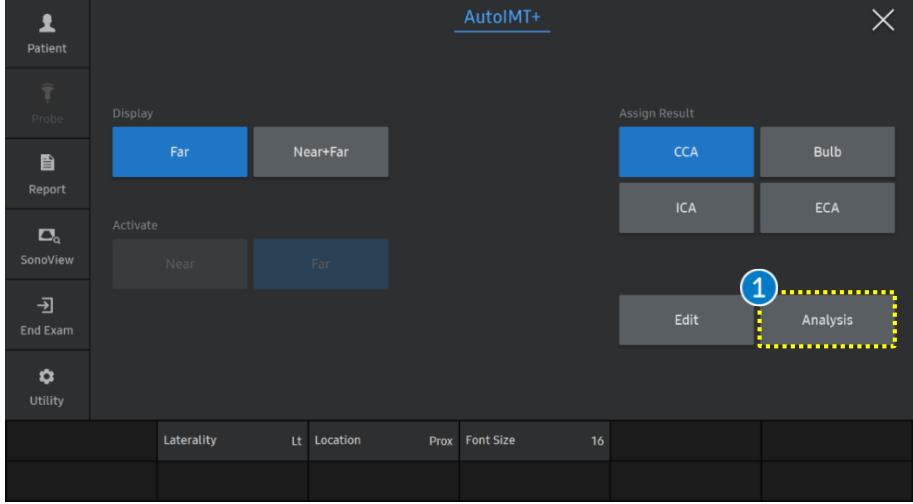 AutoIMT+
Patient
Probe
Report
SonoView
End Exam
Utility
Display
Far
Near+Far
Activate
Near
Far
Assign Result
CCA
Bulb
ICA
ECA
1
Edit
Analysis
Laterality Lt
Location Prox
Font Size 16